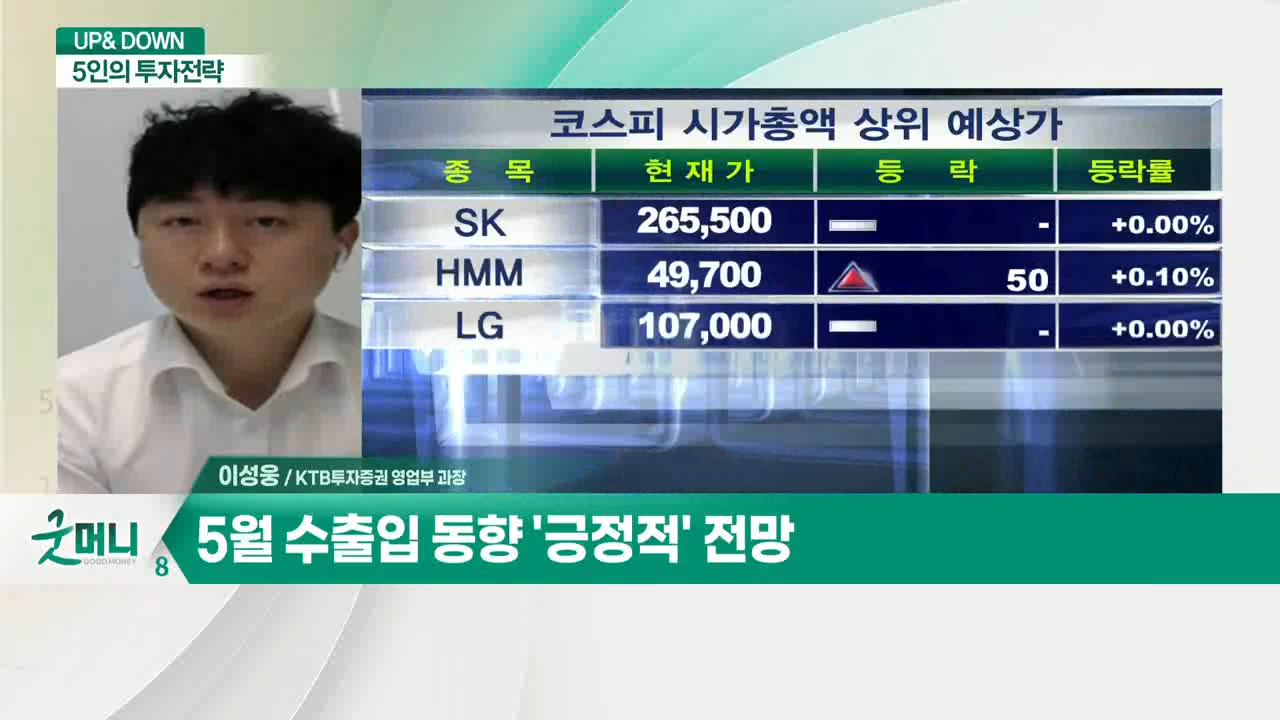 UP& DOWN
5인의 투자전략
코스피 시가총액 상위 예상가
종 목 현 재 가 등 락 등락률
SK 265,500 - +0.00%
HMM 49,700 50 +0.10%
LG 107,000 - +0.00%
이성웅 / KTB투자증권 영업부 과장
굿머니
GOOD MONEY
8
5월 수출입 동향 '긍정적' 전망
5
1